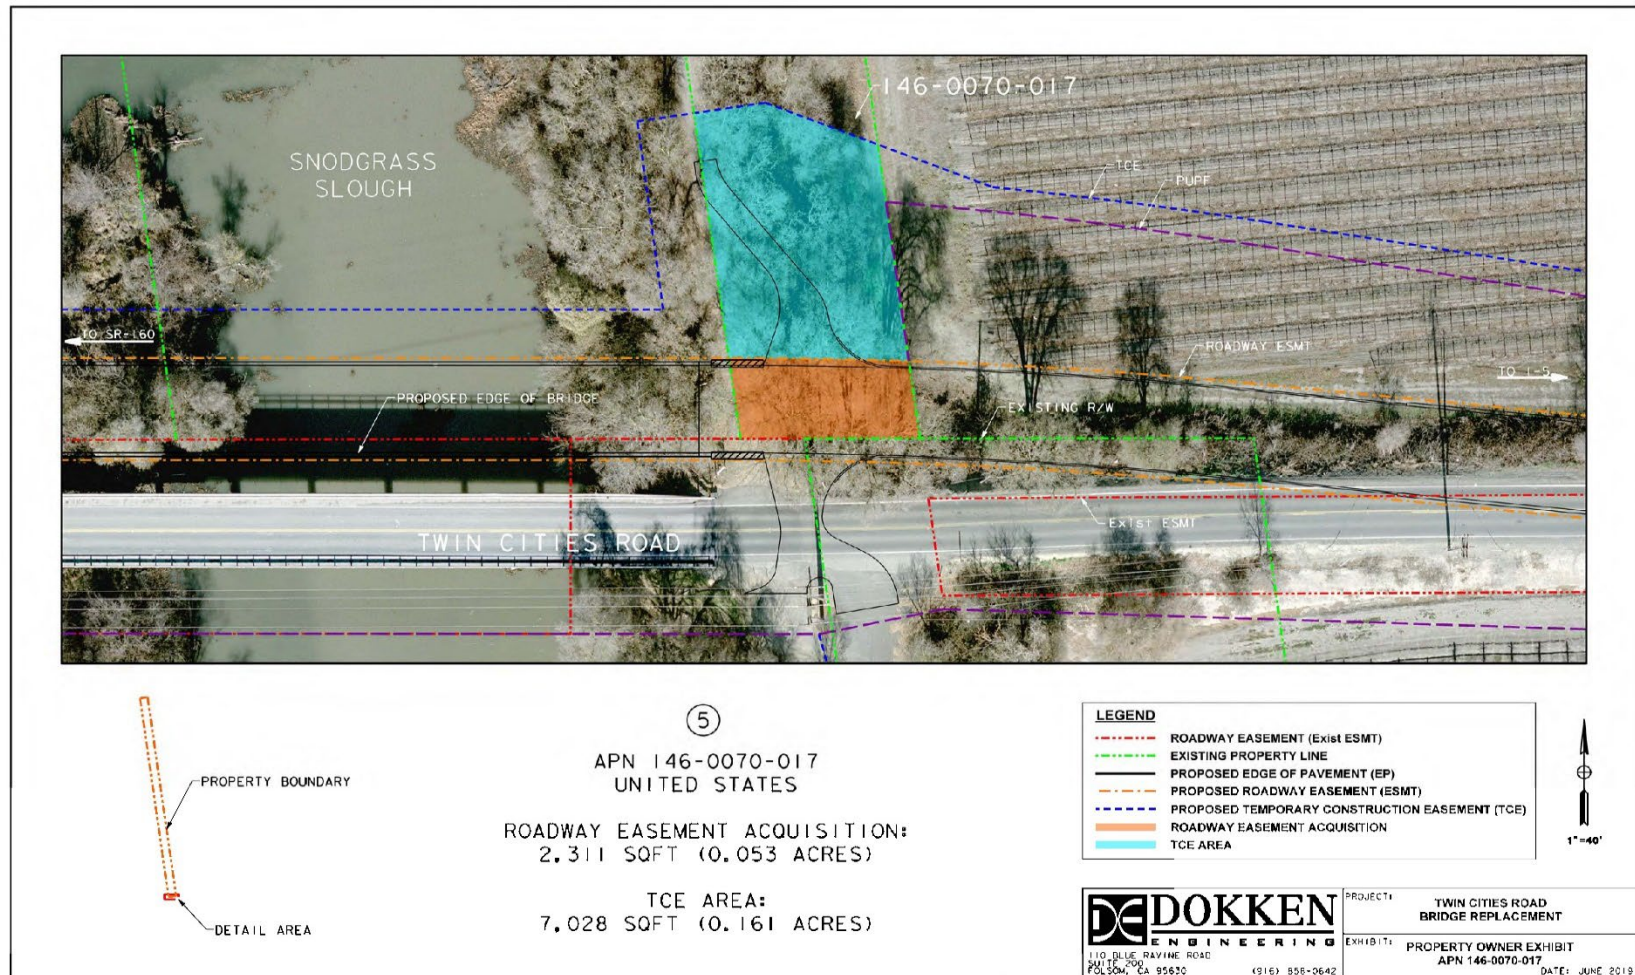 146-0070-017
SNODGRASS
SLOUGH
TCE
PUPE
TO SR-160
ROADWAY ESMT
TO I-5
PROPOSED EDGE OF BRIDGE
EXISTING R/W
Exist ESMT
TWIN CITIES ROAD
PROPERTY BOUNDARY
DETAIL AREA
5
APN 146-0070-017
UNITED STATES
ROADWAY EASEMENT ACQUISITION:
2,311 SQFT (0.053 ACRES)
TCE AREA:
7,028 SQFT (0.161 ACRES)
LEGEND
ROADWAY EASEMENT (Exist ESMT)
EXISTING PROPERTY LINE
PROPOSED EDGE OF PAVEMENT (EP)
PROPOSED ROADWAY EASEMENT (ESMT)
PROPOSED TEMPORARY CONSTRUCTION EASEMENT (TCE)
ROADWAY EASEMENT ACQUISITION
TCE AREA
1"=40'
DOKKEN
ENGINEERING
110 BLUE RAVINE ROAD
SUITE 200
FOLSOM, CA 95630 (916) 858-0642
PROJECT: TWIN CITIES ROAD
BRIDGE REPLACEMENT
EXHIBIT: PROPERTY OWNER EXHIBIT
APN 146-0070-017
DATE: JUNE 2019